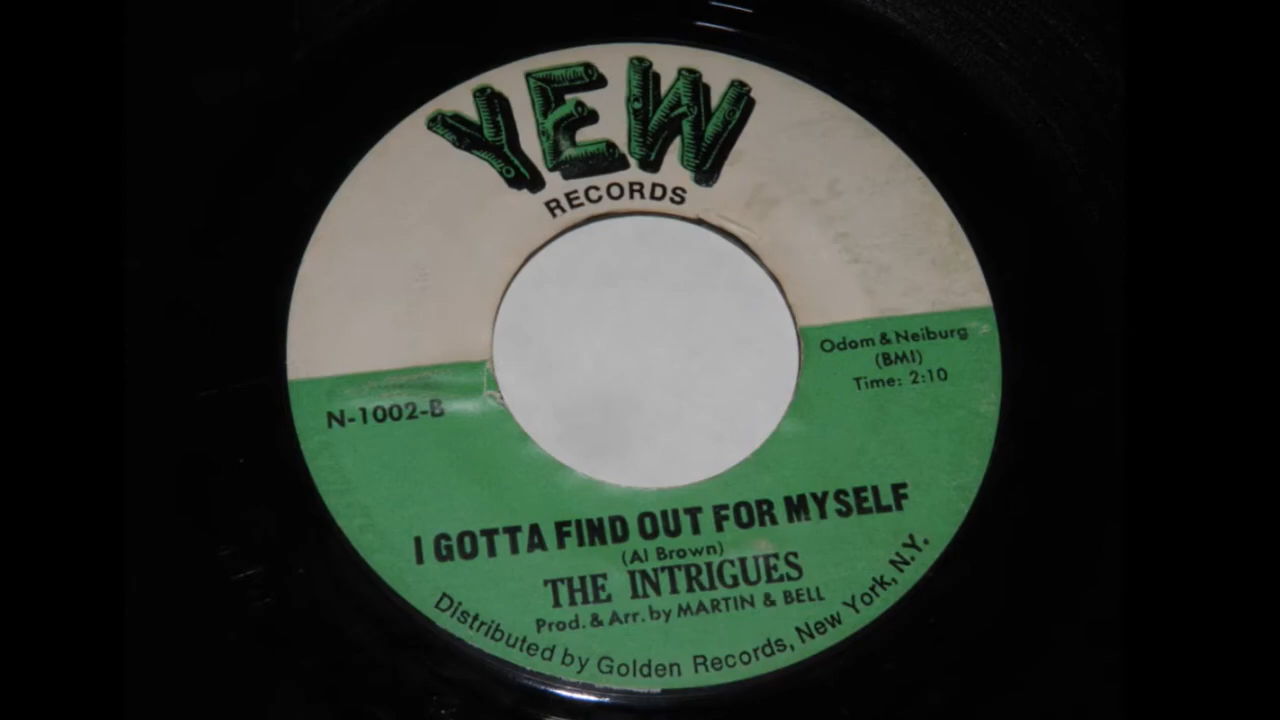 YEW
RECORDS
Odom & Neiburg
(BMI)
Time: 2:10
N-1002-B
I GOTTA FIND OUT FOR MYSELF
(Al Brown)
THE INTRIGUES
Prod. & Arr. by MARTIN & BELL
Distributed by Golden Records, New York, N.Y.